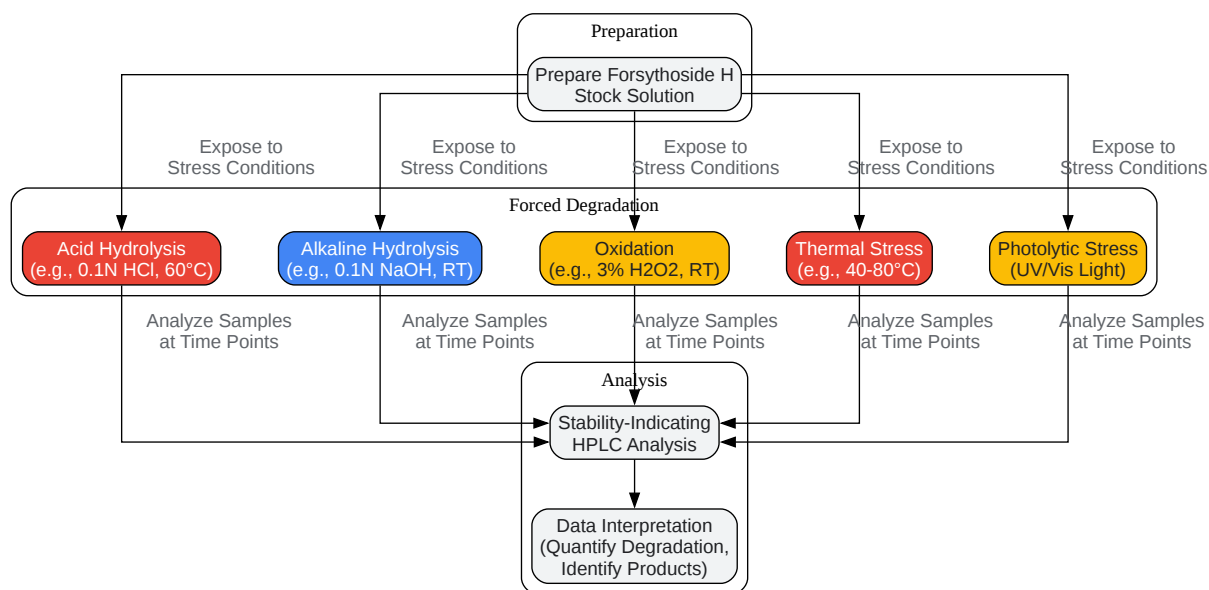 Preparation
Prepare Forsythoside H
Stock Solution
Expose to
Stress Conditions
Expose to
Stress Conditions
Expose to
Stress Conditions
Expose to
Stress Conditions
Expose to
Stress Conditions
Forced Degradation
Acid Hydrolysis
(e.g., 0.1N HCl, 60°C)
Alkaline Hydrolysis
(e.g., 0.1N NaOH, RT)
Oxidation
(e.g., 3% H2O2, RT)
Thermal Stress
(e.g., 40-80°C)
Photolytic Stress
(UV/Vis Light)
Analyze Samples
at Time Points
Analyze Samples
at Time Points
Analyze Samples
at Time Points
Analyze Samples
at Time Points
Analyze Samples
at Time Points
Analysis
Stability-Indicating
HPLC Analysis
Data Interpretation
(Quantify Degradation,
Identify Products)